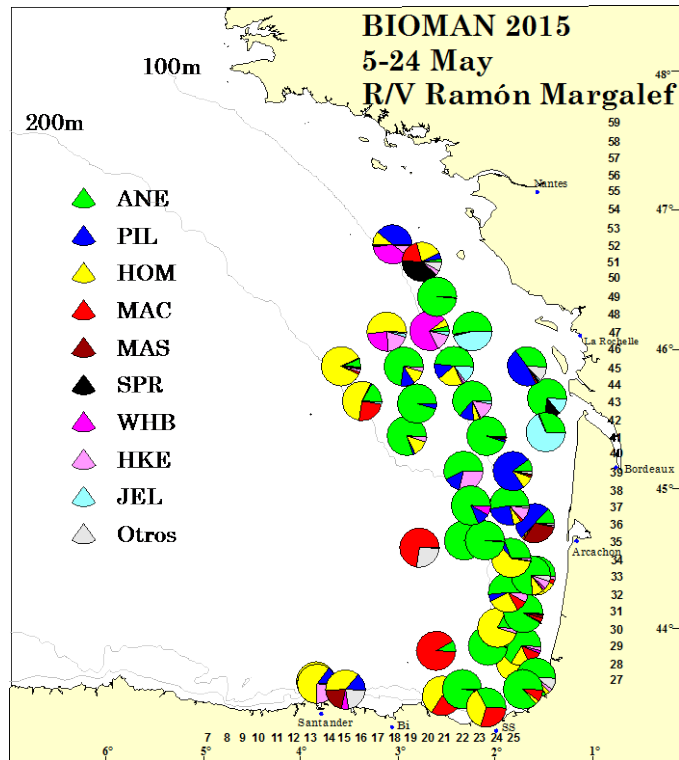 BIOMAN 2015
5-24 May
R/V Ramón Margalef
100m
200m
48°
59
58
57
56
55
54
53
52
51
50
49
48
47
46
45
44
43
42
41
40
39
38
37
36
35
34
33
32
31
30
29
28
27
47°
46°
45°
44°
Nantes
La Rochelle
Bordeaux
Arcachon
ANE
PIL
HOM
MAC
MAS
SPR
WHB
HKE
JEL
Otros
Santander
Bi
SS
7 8 9 10 11 12 13 14 15 16 17 18 19 20 21 22 23 24 25
6° 5° 4° 3° 2° 1°